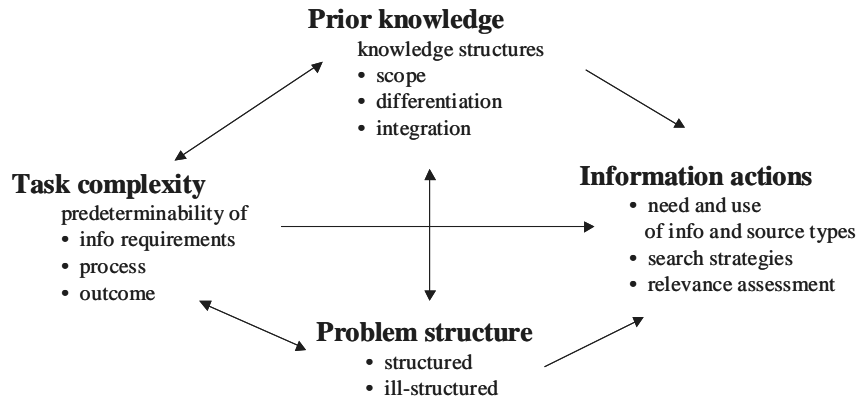 Prior knowledge
knowledge structures
• scope
• differentiation
• integration
Task complexity
predeterminability of
• info requirements
• process
• outcome
Information actions
• need and use
of info and source types
• search strategies
• relevance assessment
Problem structure
• structured
• ill-structured